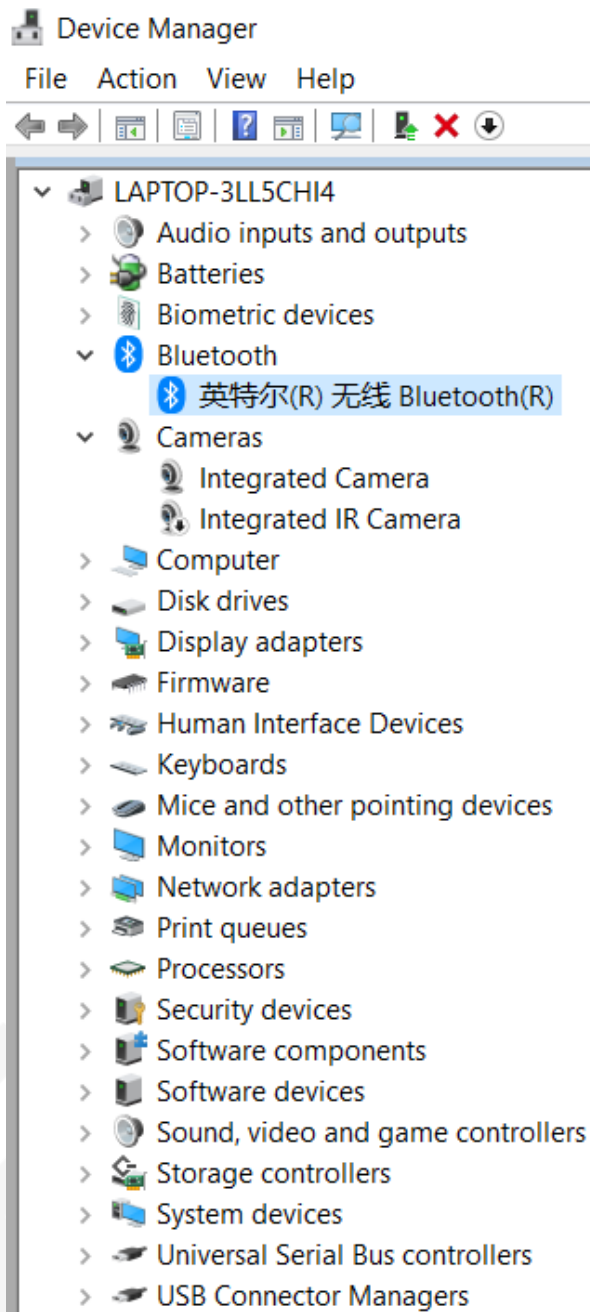 Device Manager
File Action View Help
LAPTOP-3LL5CHI4
Audio inputs and outputs
Batteries
Biometric devices
Bluetooth
英特尔(R) 无线 Bluetooth(R)
Cameras
Integrated Camera
Integrated IR Camera
Computer
Disk drives
Display adapters
Firmware
Human Interface Devices
Keyboards
Mice and other pointing devices
Monitors
Network adapters
Print queues
Processors
Security devices
Software components
Software devices
Sound, video and game controllers
Storage controllers
System devices
Universal Serial Bus controllers
USB Connector Managers